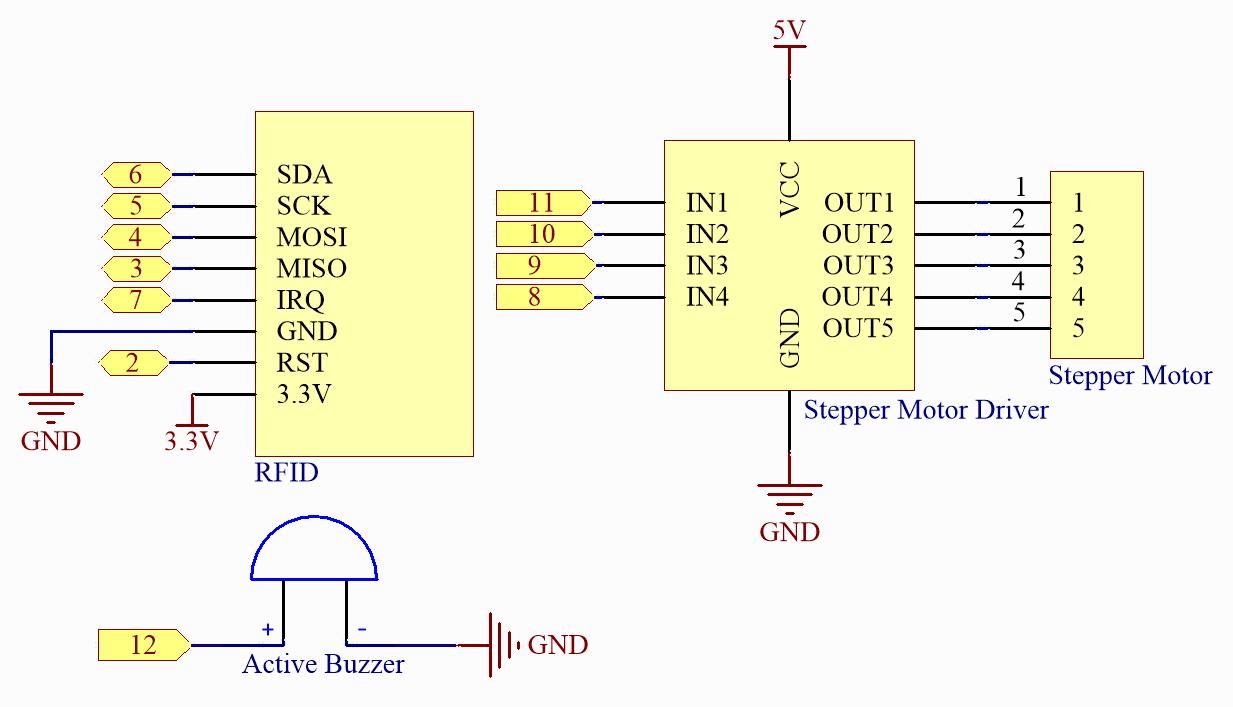 5V
6 SDA
5 SCK
4 MOSI
3 MISO
7 IRQ
GND
2 RST
3.3V
GND
3.3V
RFID
11 IN1 VCC OUT1 1 1
10 IN2 OUT2 2 2
9 IN3 OUT3 3 3
8 IN4 OUT4 4 4
GND OUT5 5 5
Stepper Motor
Stepper Motor Driver
GND
12 + - GND
Active Buzzer